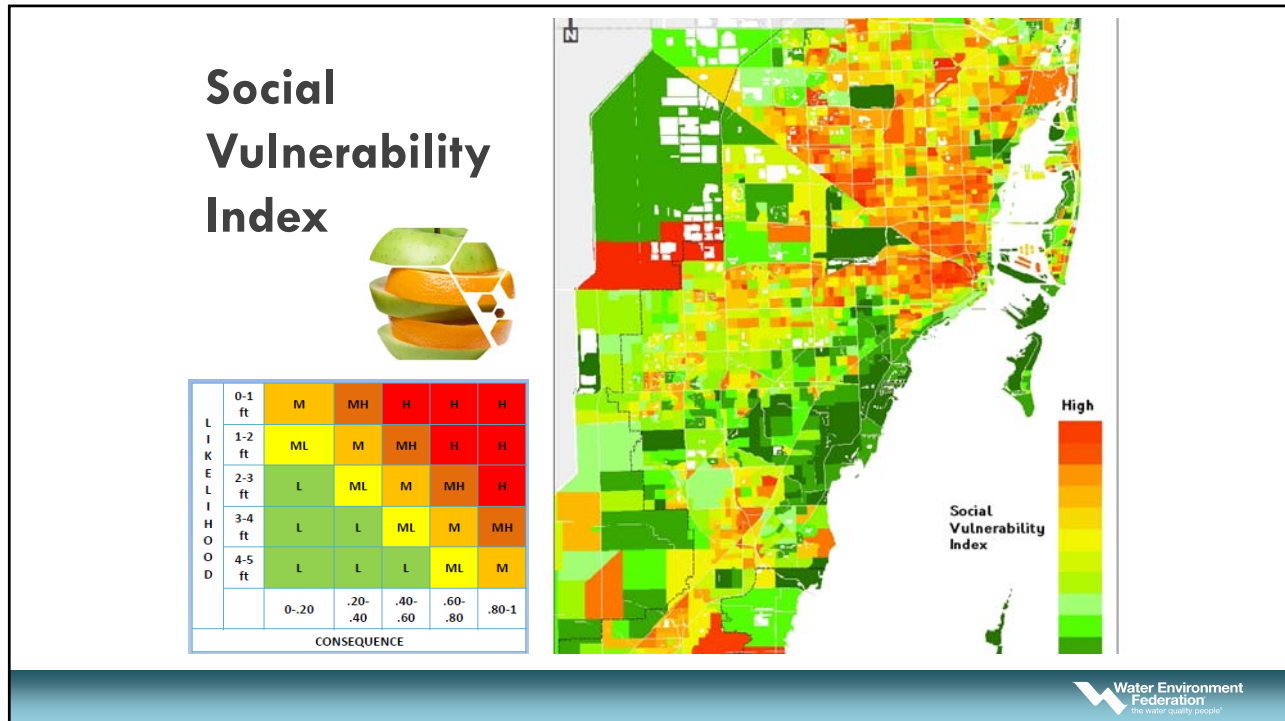 Social
Vulnerability
Index
N
LIKELIHOOD
0-1 ft M MH H H H
1-2 ft ML M MH H H
2-3 ft L ML M MH H
3-4 ft L L ML M MH
4-5 ft L L L ML M
0-.20 .20-.40 .40-.60 .60-.80 .80-1
CONSEQUENCE
High
Social
Vulnerability
Index
Water Environment
Federation
the water quality people®